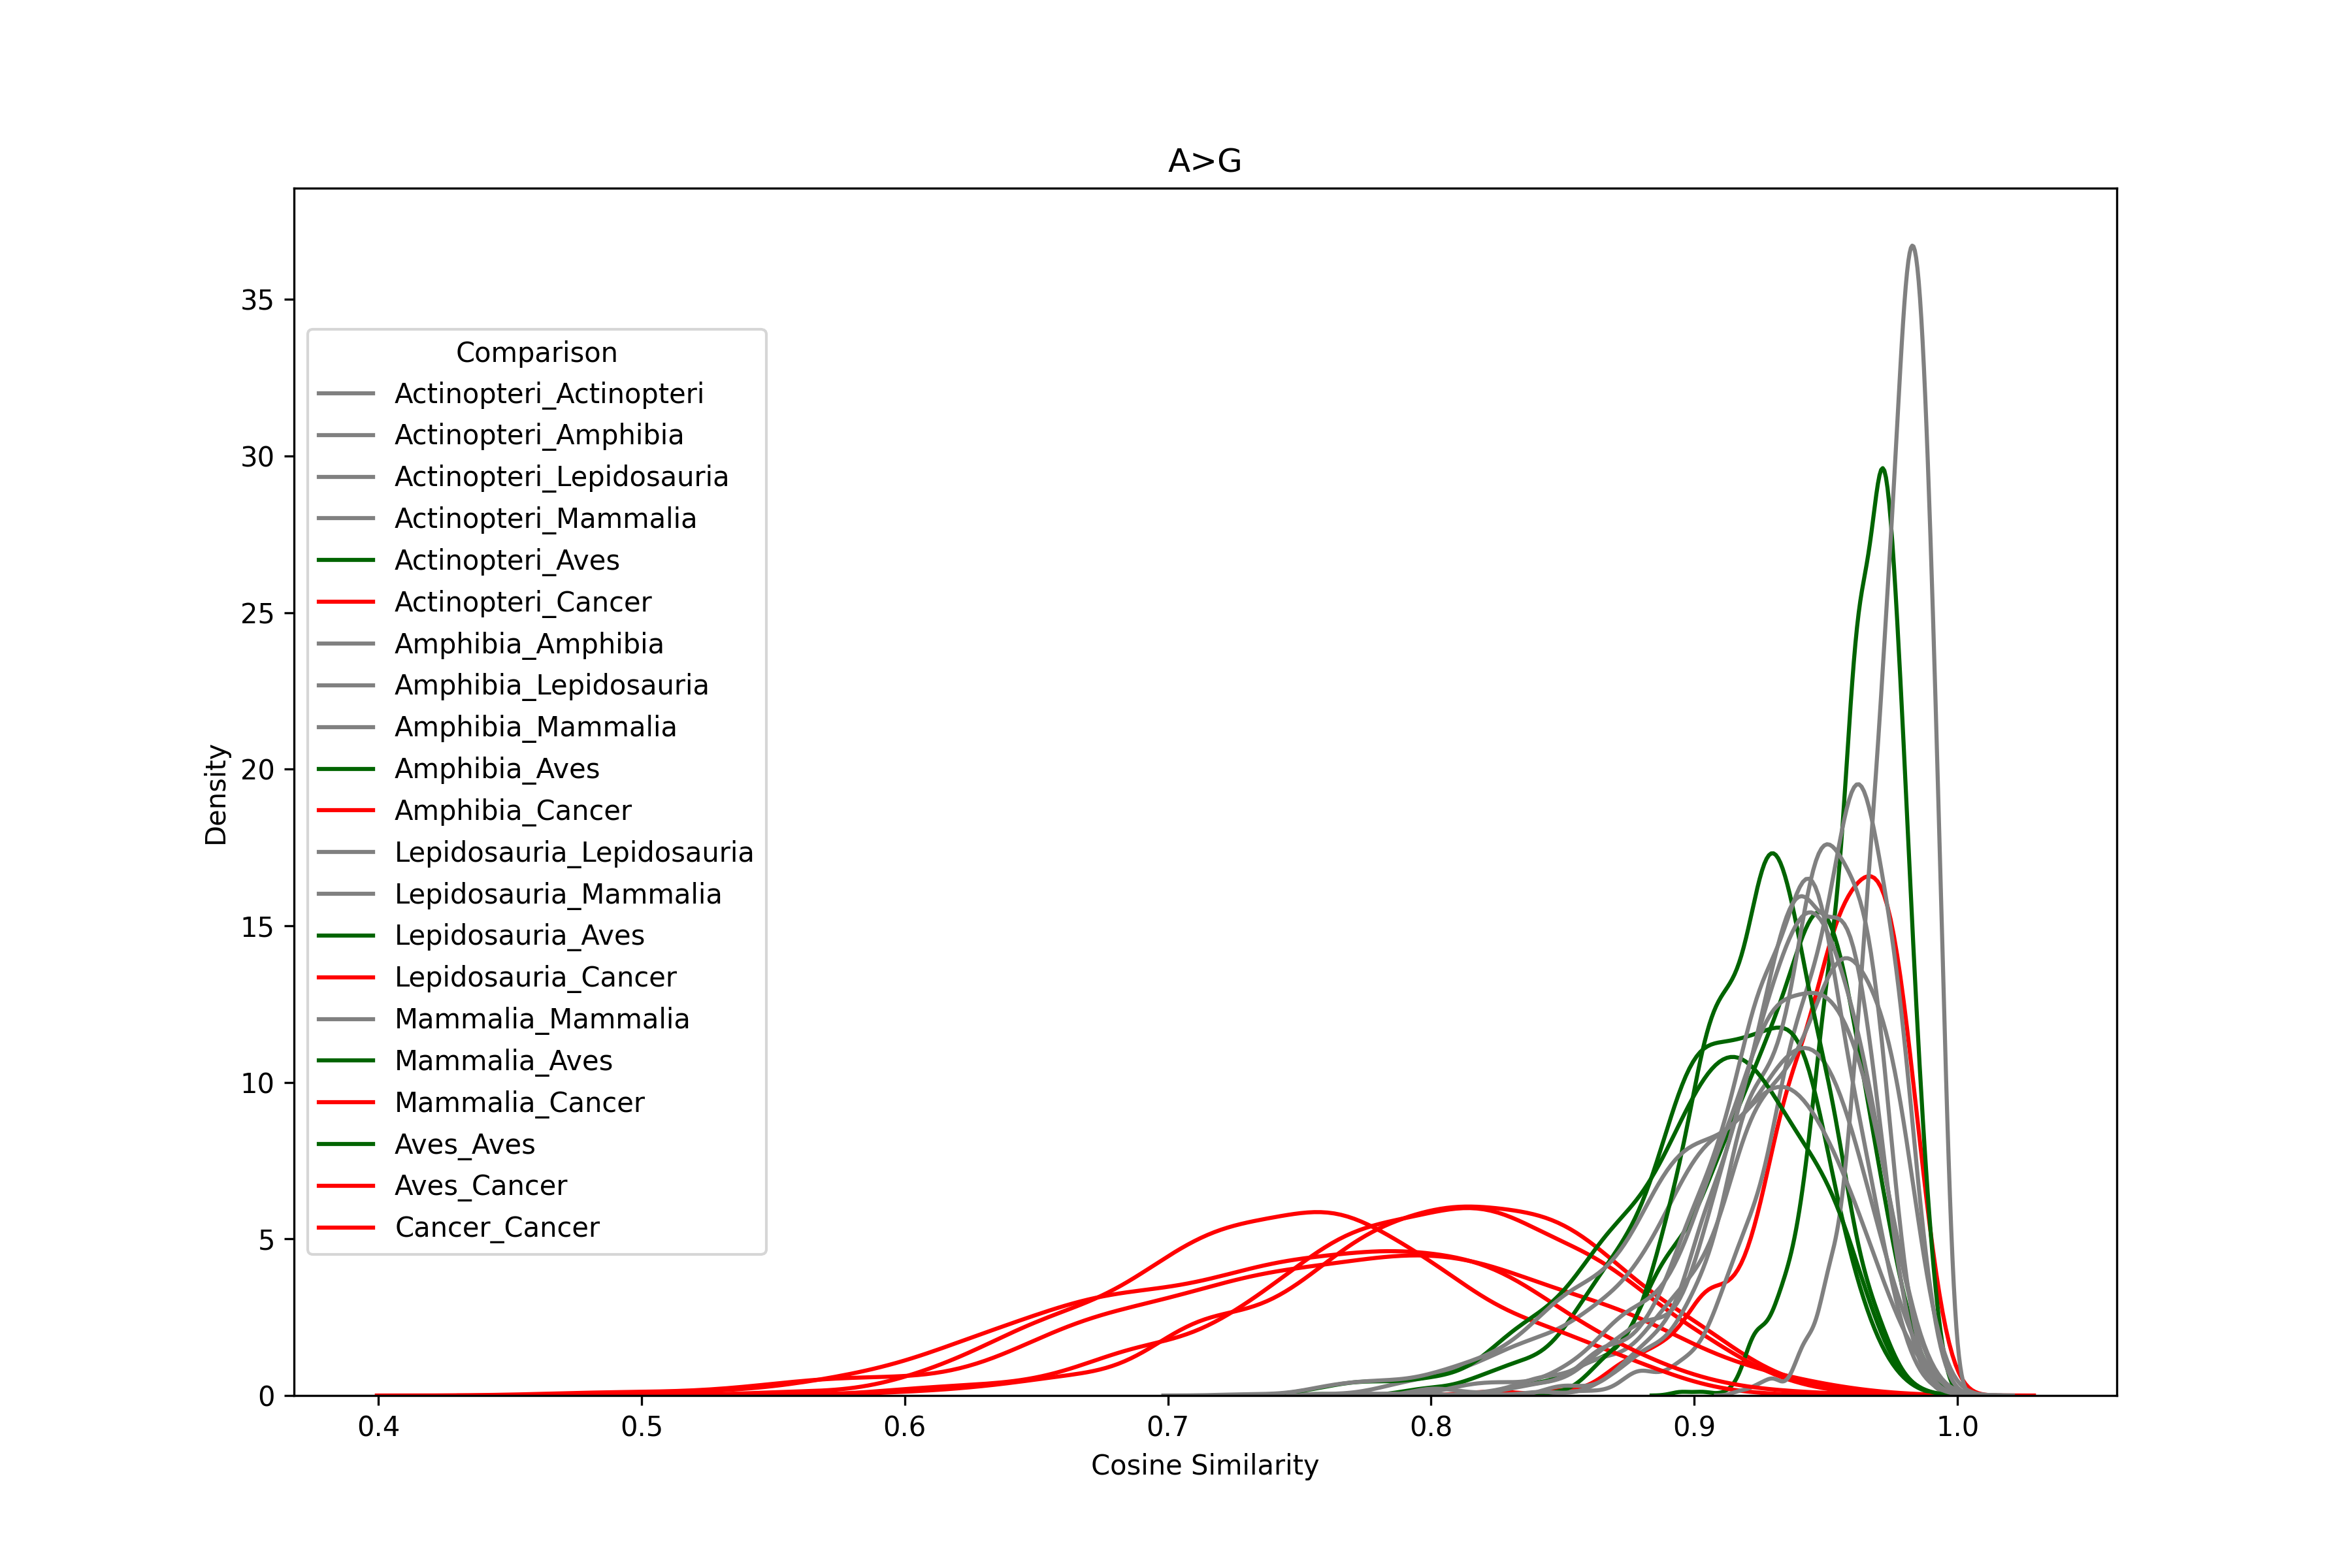 A>G
35
30
25
20
15
10
5
0
Density
Comparison
Actinopteri_Actinopteri
Actinopteri_Amphibia
Actinopteri_Lepidosauria
Actinopteri_Mammalia
Actinopteri_Aves
Actinopteri_Cancer
Amphibia_Amphibia
Amphibia_Lepidosauria
Amphibia_Mammalia
Amphibia_Aves
Amphibia_Cancer
Lepidosauria_Lepidosauria
Lepidosauria_Mammalia
Lepidosauria_Aves
Lepidosauria_Cancer
Mammalia_Mammalia
Mammalia_Aves
Mammalia_Cancer
Aves_Aves
Aves_Cancer
Cancer_Cancer
0.4 0.5 0.6 0.7 0.8 0.9 1.0
Cosine Similarity